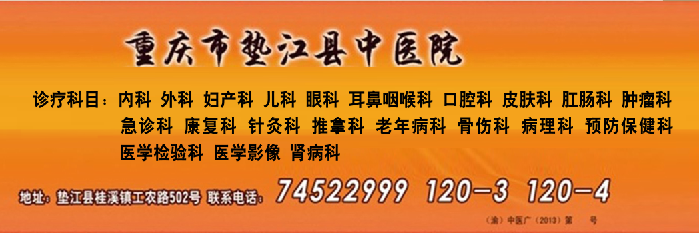 重庆市垫江县中医院
诊疗科目：内科 外科 妇产科 儿科 眼科 耳鼻咽喉科 口腔科 皮肤科 肛肠科 肿瘤科
急诊科 康复科 针灸科 推拿科 老年病科 骨伤科 病理科 预防保健科
医学检验科 医学影像 肾病科
地址：垫江县桂溪镇工农路502号 联系电话：74522999 120-3 120-4
（渝）中医广（2013）第 号